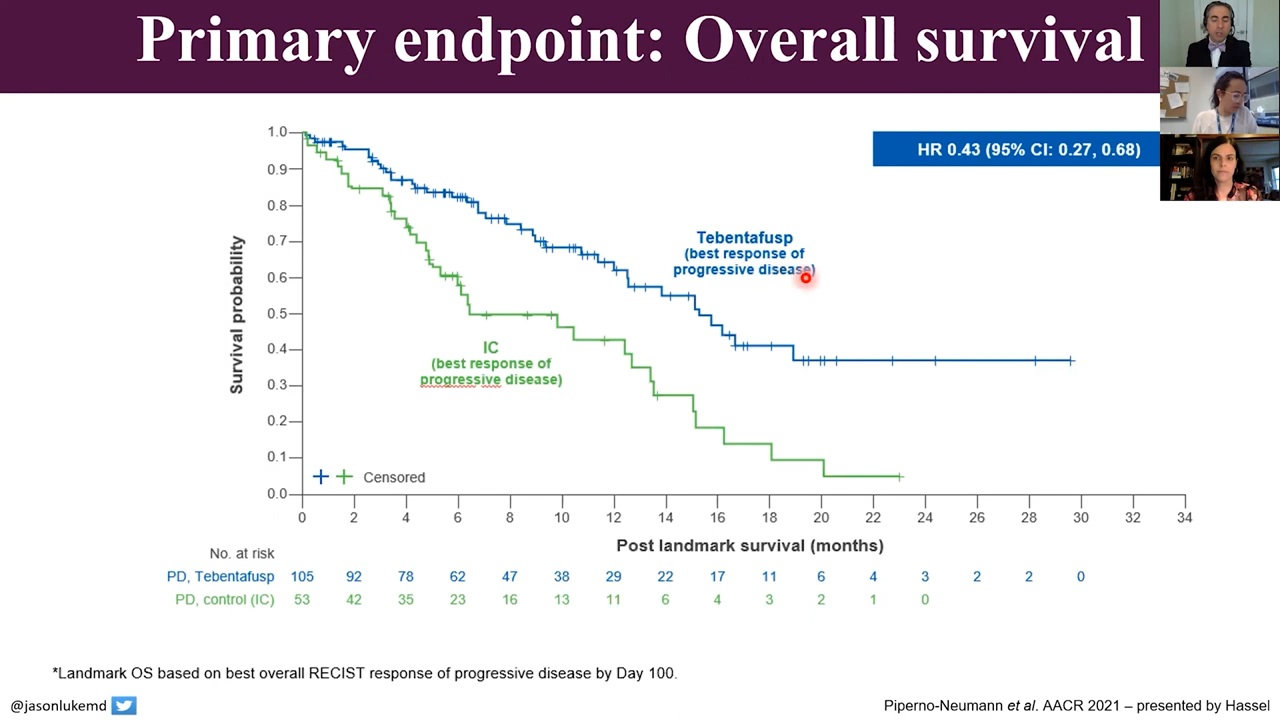 Primary endpoint: Overall survival
HR 0.43 (95% CI: 0.27, 0.68)
1.0
0.9
0.8
0.7
0.6
0.5
0.4
0.3
0.2
0.1
0.0
Survival probability
Tebentafusp
(best response of
progressive disease)
IC
(best response of
progressive disease)
Censored
0 2 4 6 8 10 12 14 16 18 20 22 24 26 28 30 32 34
Post landmark survival (months)
No. at risk
PD, Tebentafusp 105 92 78 62 47 38 29 22 17 11 6 4 3 2 2 0
PD, control (IC) 53 42 35 23 16 13 11 6 4 3 2 1 0
*Landmark OS based on best overall RECIST response of progressive disease by Day 100.
@jasonlukemd
Piperno-Neumann et al. AACR 2021 – presented by Hassel